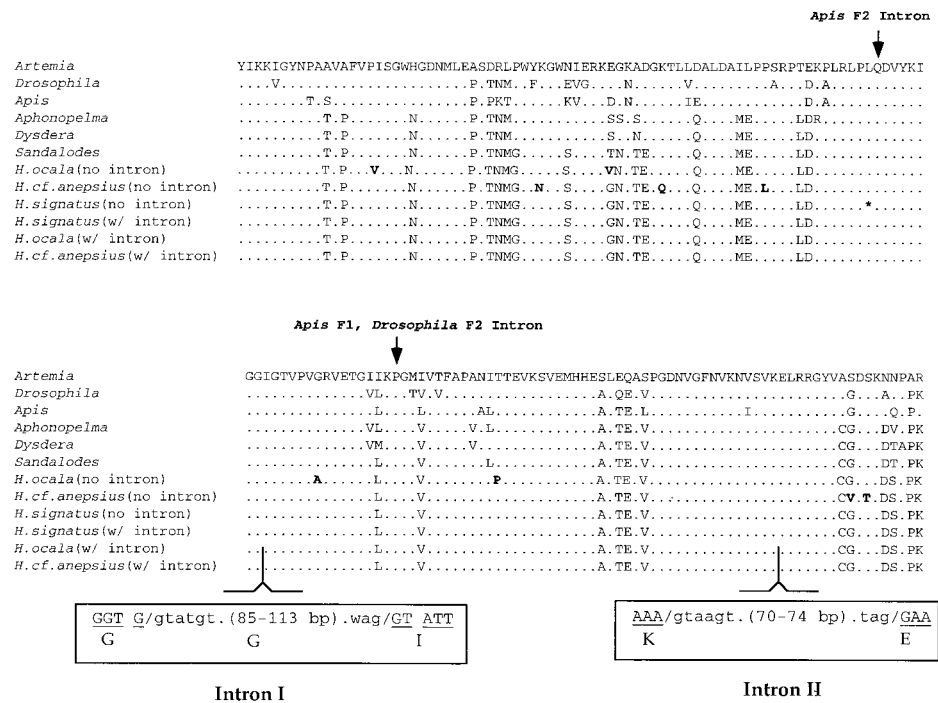 Apis F2 Intron
Artemia YIKKIGYNPAAVAFVPISGWHGDNMLEASDRLPWYKGWNIERKEGKADGKTLLDALDAILPPSRPTEKPLRLPLQDVYKI
Drosophila ....V......................P.TNM..F...EVG.....N.....V.........S...D.A...........
Apis ........T.S................P.PKT......KV...D..N.....IE............D.A...........
Aphonopelma ..........T.P.......N......P.TNM...........SS.S......Q....ME.....LDR............
Dysdera ..........T.P.......N......P.TNM...........S..N......Q....ME.....LD.............
Sandalodes ..........T.P.......N......P.TNMG.....S....TN.TE.....Q....ME.....LD.............
H.ocala(no intron) ..........T.P..V....N......P.TNMG.....S....VN.TE.....Q....ME.....LD.............
H.cf.anepsius(no intron) ..........T.P.......N......P.TNMG..N..S....GN.TE.Q...Q....ME.L...LD.............
H.signatus(no intron) ..........T.P.......N......P.TNMG.....S....GN.TE.....Q....ME.....LD......*......
H.signatus(w/ intron) ..........T.P.......N......P.TNMG.....S....GN.TE.....Q....ME.....LD.............
H.ocala(w/ intron) ..........T.P.......N......P.TNMG.....S....GN.TE.....Q....ME.....LD.............
H.cf.anepsius(w/ intron) ..........T.P.......N......P.TNMG.....S....GN.TE.....Q....ME.....LD.............
Apis F1, Drosophila F2 Intron
Artemia GGIGTVPVGRVETGIIKPGMIVTFAPANITTEVKSVEMHHESLEQASPGDNVGFNVKNVSVKELRRGYVASDSKNNPAR
Drosophila ..............VL...TV.V..................A.QE.V.......................G...A..PK
Apis ...............L....L......AL............A.TE.L...........I...........G....Q.P.
Aphonopelma ..............VL....V.....V.L............A.TE.V......................CG...DV.PK
Dysdera ..............VM....V.....V..............A.TE.V......................CG...DTAPK
Sandalodes ...............L....V.......L............A.TE.V......................CG...DT.PK
H.ocala(no intron) ........A......L....V........P...........A.TE.V......................CG...DS.PK
H.cf.anepsius(no intron) ...............L....V....................A.TE.V......................CV.T.DS.PK
H.signatus(no intron) ...............L....V....................A.TE.V......................CG...DS.PK
H.signatus(w/ intron) ...............L....V....................A.TE.V......................CG...DS.PK
H.ocala(w/ intron) ...............L....V....................A.TE.V......................CG...DS.PK
H.cf.anepsius(w/ intron) ...............L....V....................A.TE.V......................CG...DS.PK
GGT G/gtatgt.(85-113 bp).wag/GT ATT
G G I
AAA/gtaagt.(70-74 bp).tag/GAA
K E
Intron I
Intron II